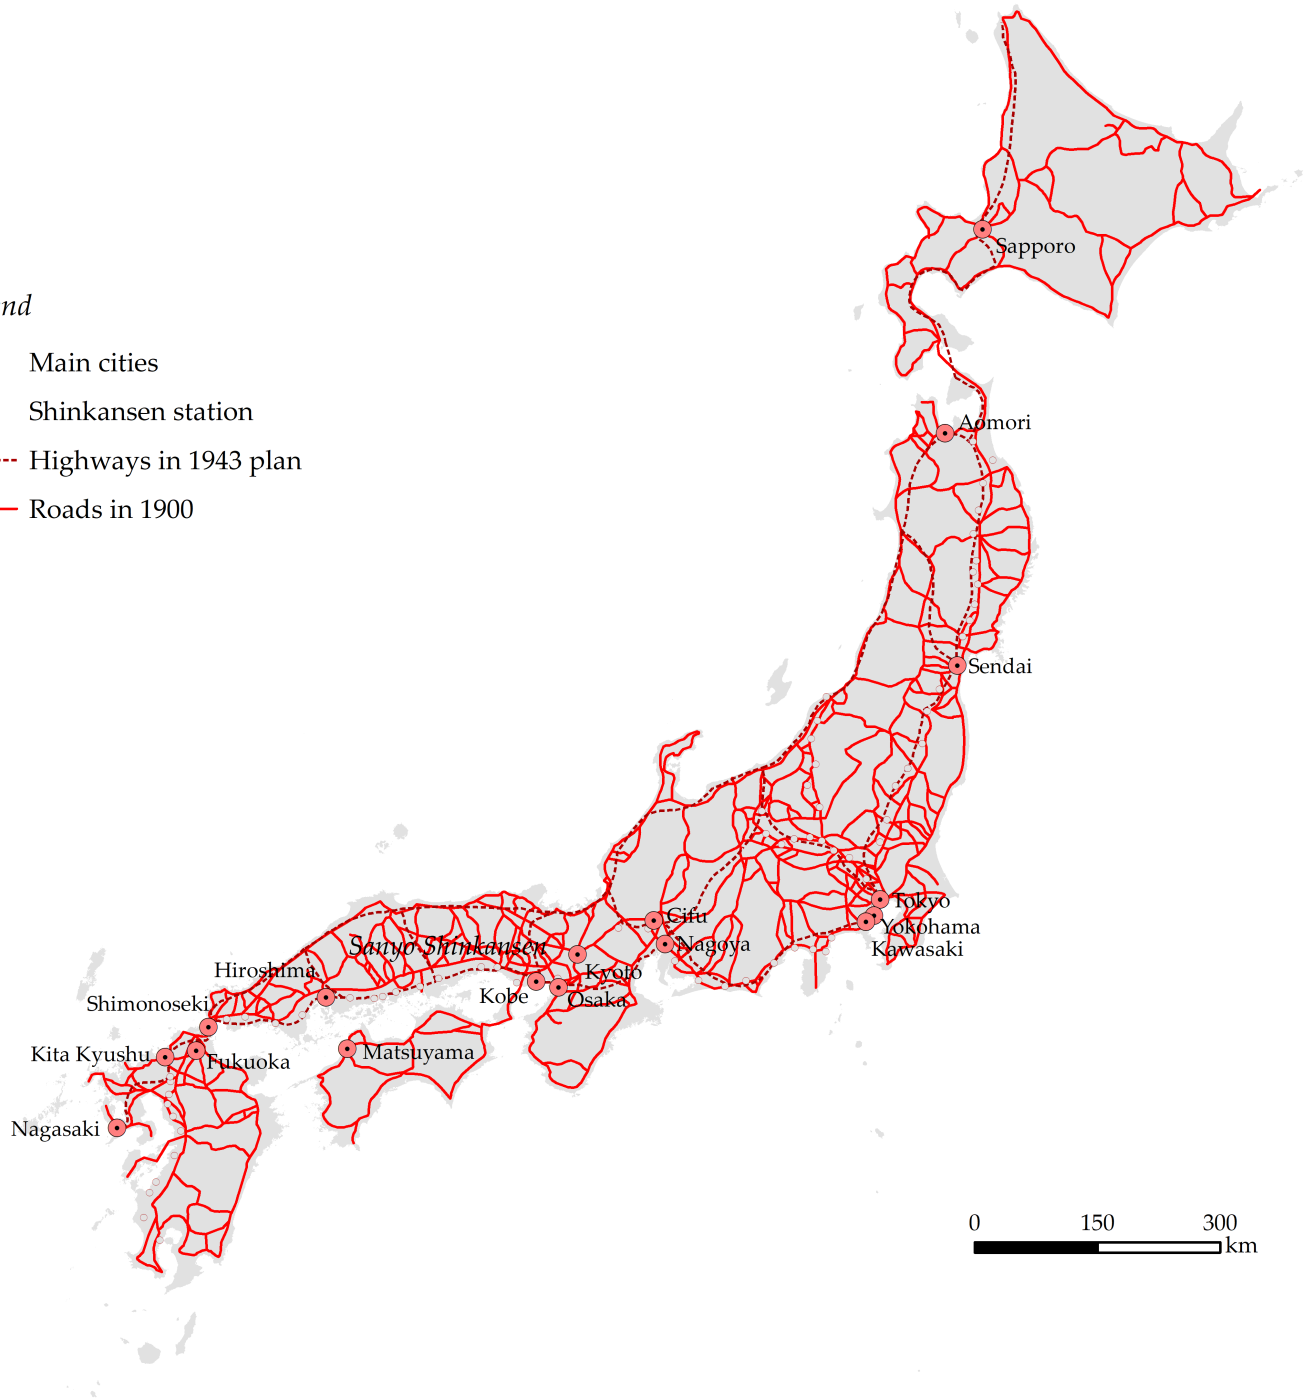 Sapporo
nd
Main cities
Shinkansen station
Highways in 1943 plan
Roads in 1900
Aomori
Sendai
Tokyo
Cifu
Yokohama
Nagoya
Kawasaki
Sanyo Shinkansen
Hiroshima
Kyoto
Kobe
Osaka
Shimonoseki
Kita Kyushu
Matsuyama
Fukuoka
Nagasaki
0 150 300
km